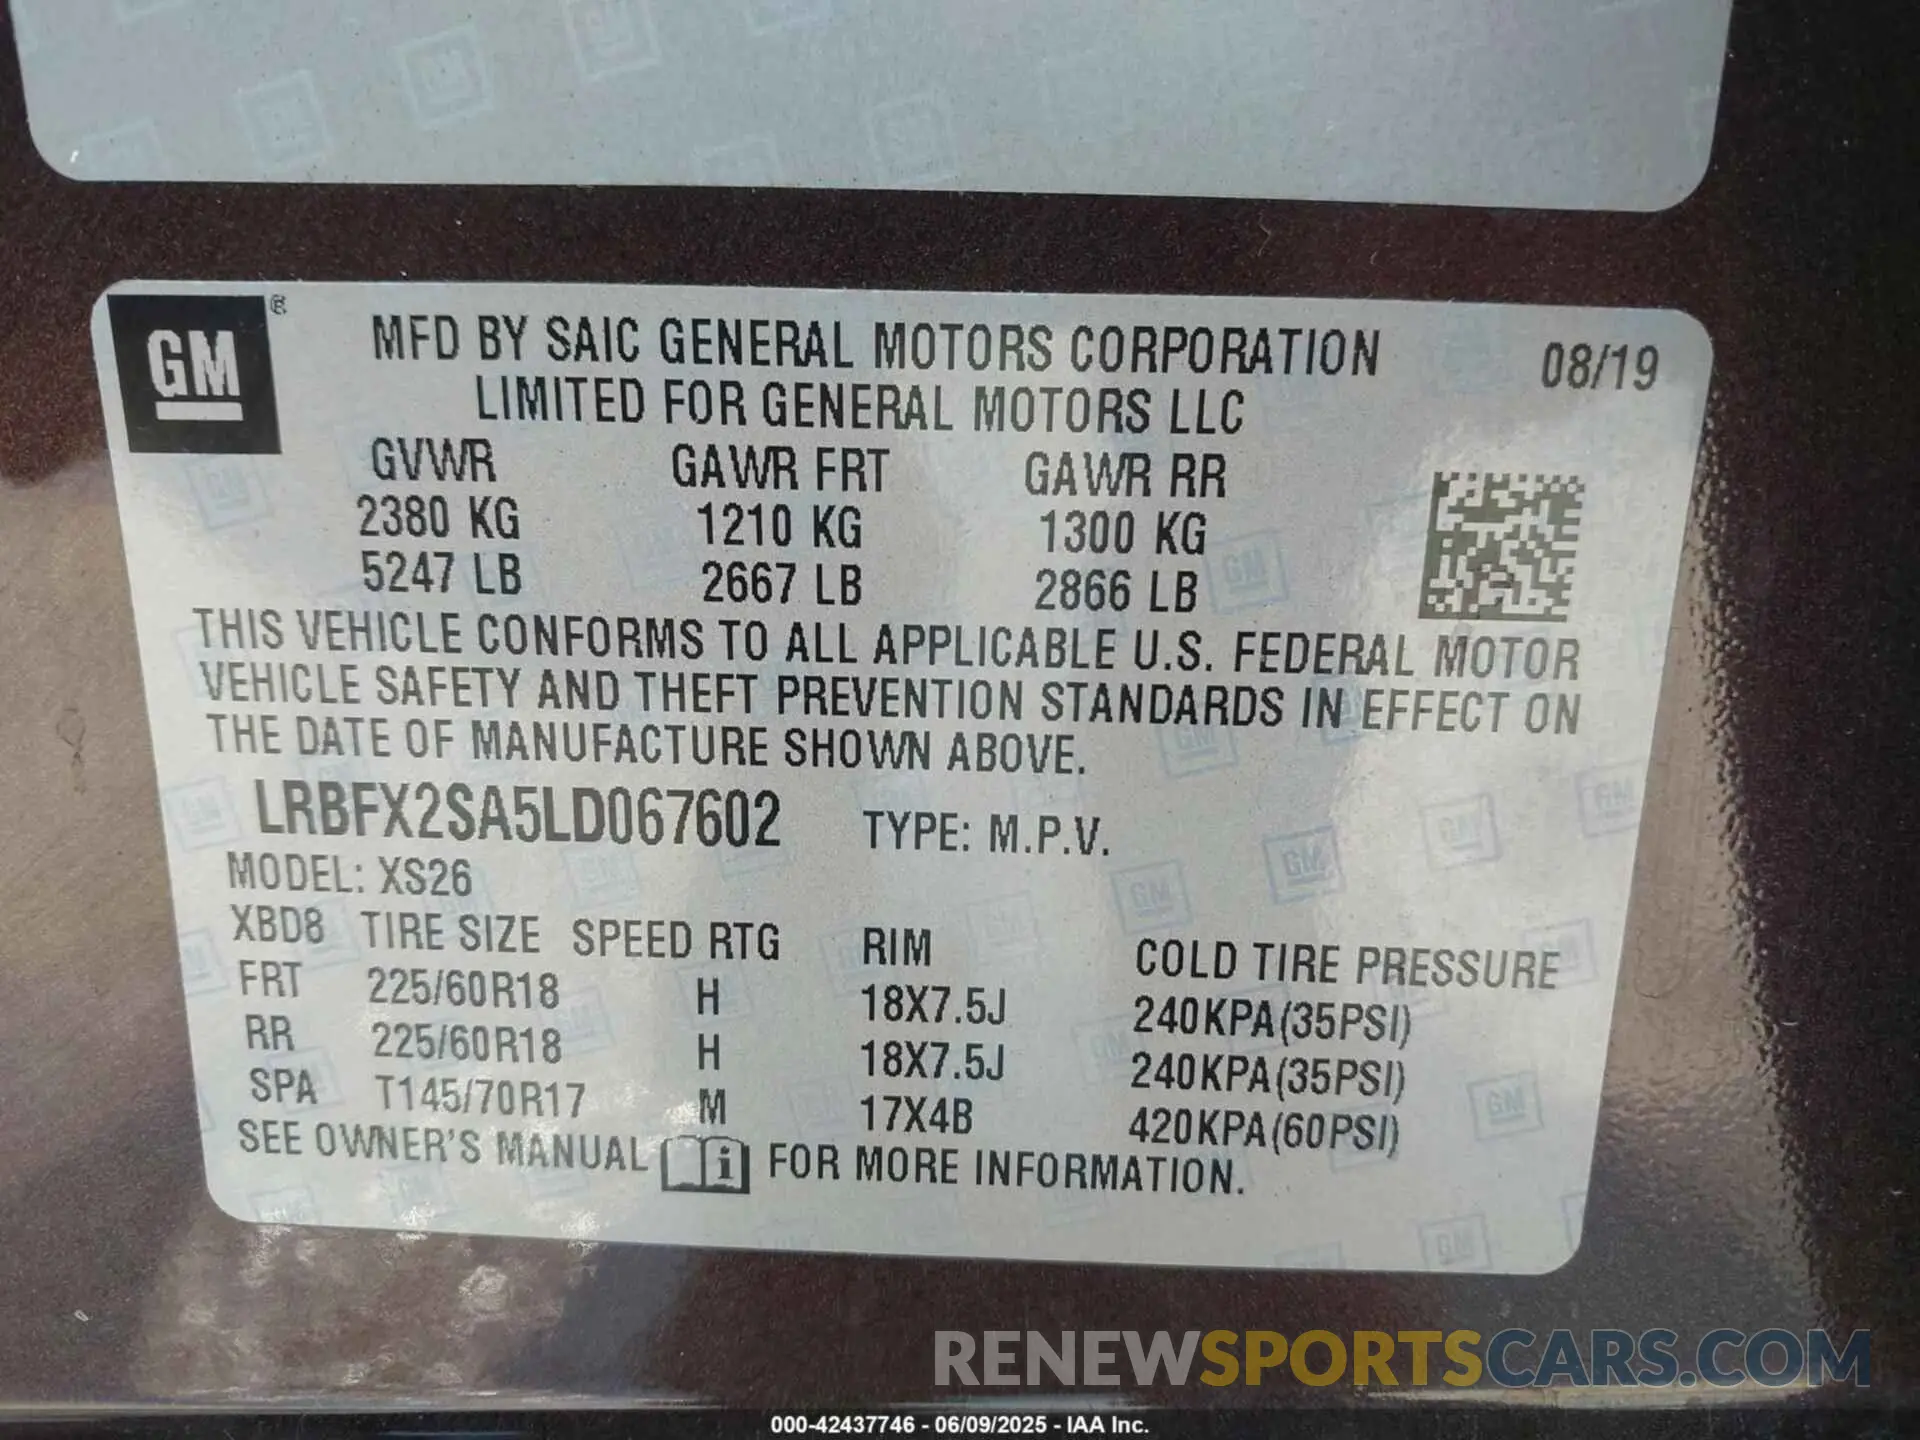 GM ®
MFD BY SAIC GENERAL MOTORS CORPORATION 08/19
LIMITED FOR GENERAL MOTORS LLC
GVWR GAWR FRT GAWR RR
2380 KG 1210 KG 1300 KG
5247 LB 2667 LB 2866 LB
THIS VEHICLE CONFORMS TO ALL APPLICABLE U.S. FEDERAL MOTOR
VEHICLE SAFETY AND THEFT PREVENTION STANDARDS IN EFFECT ON
THE DATE OF MANUFACTURE SHOWN ABOVE.
LRBFX2SA5LD067602 TYPE: M.P.V.
MODEL: XS26
XBD8 TIRE SIZE SPEED RTG RIM COLD TIRE PRESSURE
FRT 225/60R18 H 18X7.5J 240KPA(35PSI)
RR 225/60R18 H 18X7.5J 240KPA(35PSI)
SPA T145/70R17 M 17X4B 420KPA(60PSI)
SEE OWNER'S MANUAL i FOR MORE INFORMATION.
RENEWSPORTSCARS.COM
000-42437746 - 06/09/2025 - IAA Inc.